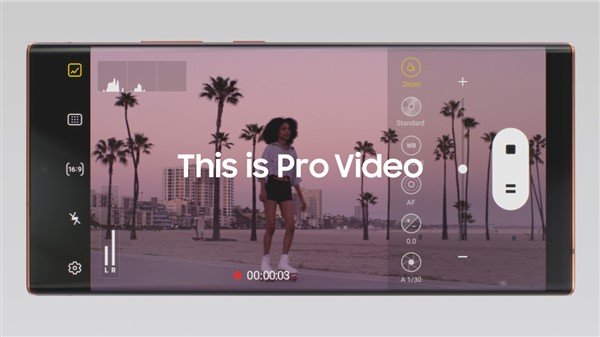 Zoom
Standard
WB
This is Pro Video
16:9
AF
0.0
L R
00:00:03
A 1/30